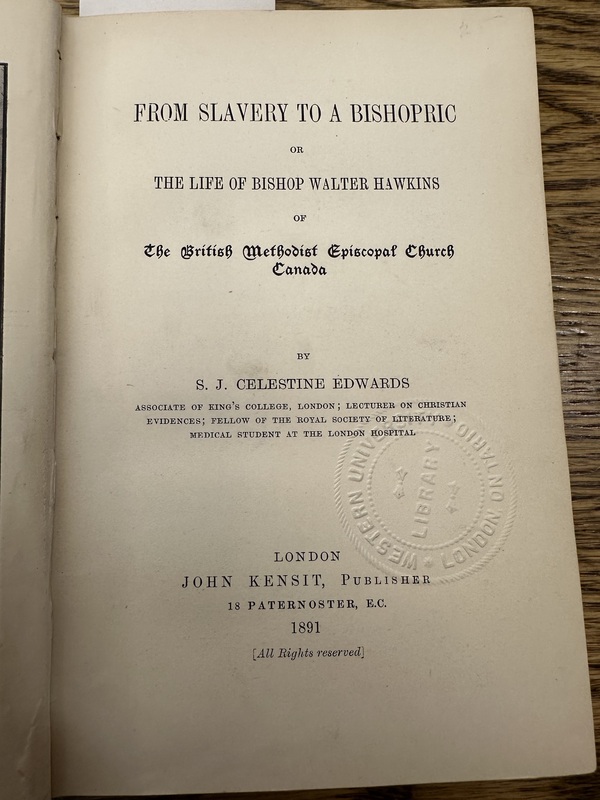 FROM SLAVERY TO A BISHOPRIC
OR
THE LIFE OF BISHOP WALTER HAWKINS
OF
The British Methodist Episcopal Church
Canada
BY
S. J. CELESTINE EDWARDS
ASSOCIATE OF KING'S COLLEGE, LONDON; LECTURER ON CHRISTIAN
EVIDENCES; FELLOW OF THE ROYAL SOCIETY OF LITERATURE;
MEDICAL STUDENT AT THE LONDON HOSPITAL
WESTERN UNIVERSITY
LONDON ONTARIO
LIBRARY
LONDON
JOHN KENSIT, PUBLISHER
18 PATERNOSTER, E.C.
1891
[All Rights reserved]